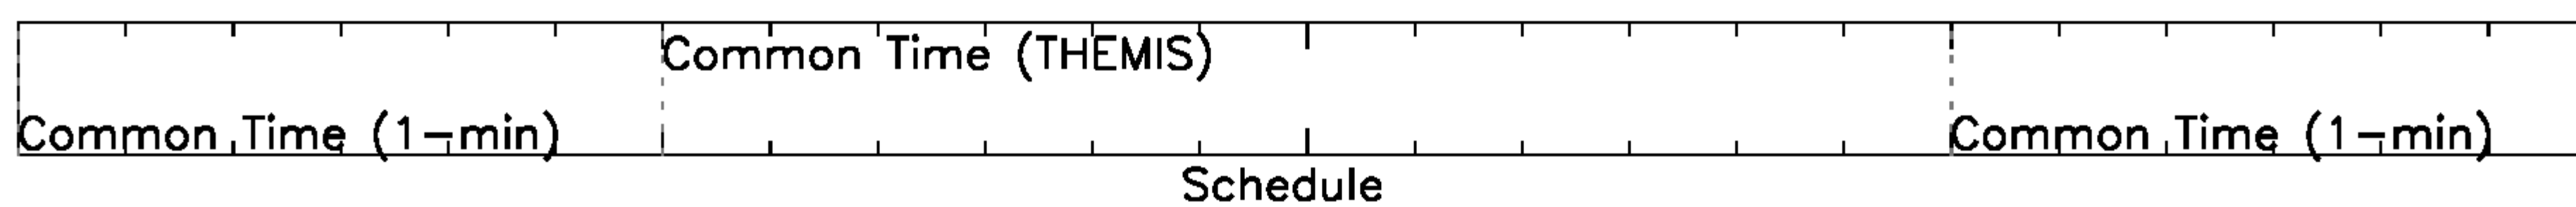 Common Time (THEMIS)
Common Time (1-min)
Common Time (1-min)
Schedule